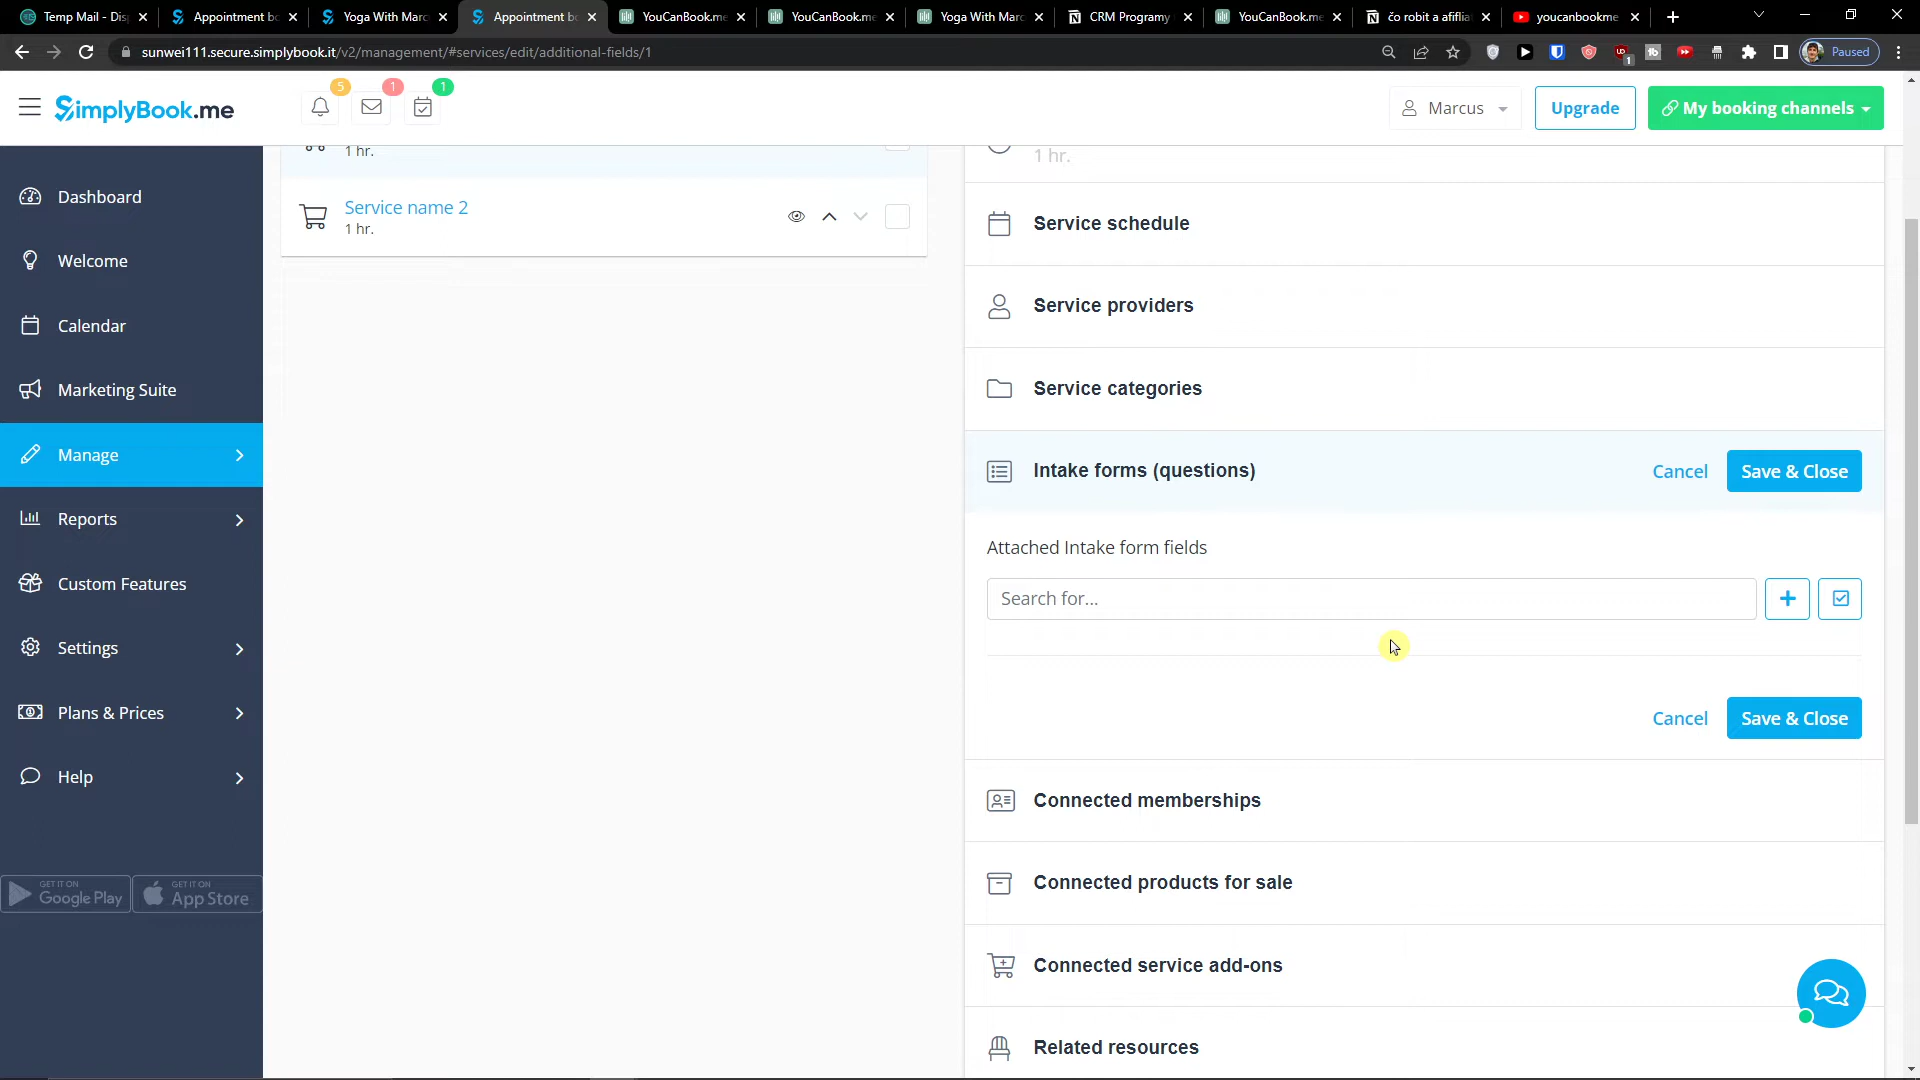 Temp Mail - Dis
Appointment bo
Yoga With Marc
Appointment bo
YouCanBook.me
YouCanBook.me
Yoga With Marc
CRM Programy
YouCanBook.me
čo robit a afiflia
youcanbookme
sunwei111.secure.simplybook.it/v2/management/#services/edit/additional-fields/1
1
Paused
SimplyBook.me
5
1
1
Marcus
Upgrade
My booking channels
Dashboard
Welcome
Calendar
Marketing Suite
Manage
Reports
Custom Features
Settings
Plans & Prices
Help
GET IT ON
Google Play
GET IT ON
App Store
1 hr.
Service name 2
1 hr.
1 hr.
Service schedule
Service providers
Service categories
Intake forms (questions)
Cancel
Save & Close
Attached Intake form fields
Search for...
Cancel
Save & Close
Connected memberships
Connected products for sale
Connected service add-ons
Related resources